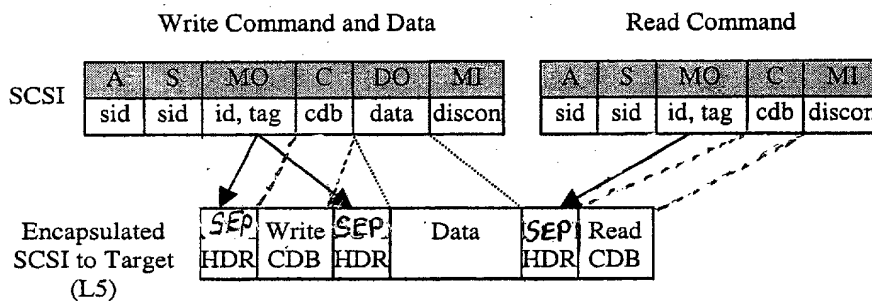 Write Command and Data Read Command
SCSI
A S MO C DO MI A S MO C MI
sid sid id, tag cdb data discon sid sid id, tag cdb discon
Encapsulated SCSI to Target (L5)
SEP Write SEP Data SEP Read
HDR CDB HDR HDR CDB